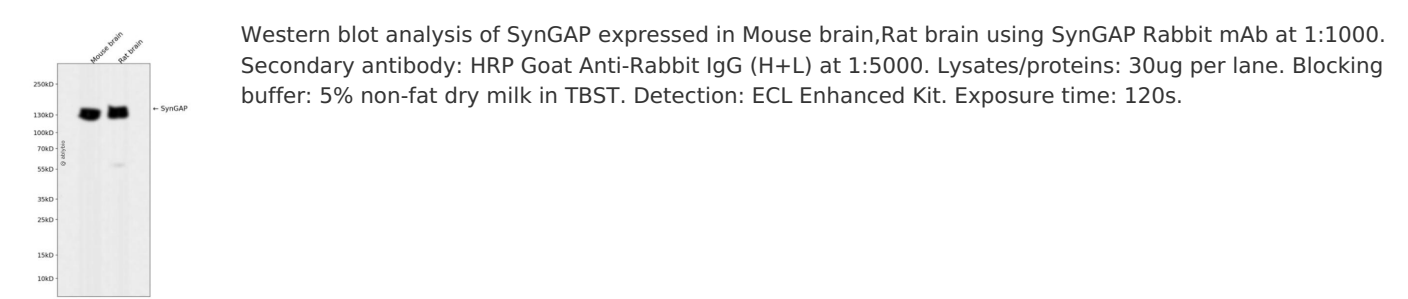 Mouse brain
Rat brain
Western blot analysis of SynGAP expressed in Mouse brain,Rat brain using SynGAP Rabbit mAb at 1:1000.
Secondary antibody: HRP Goat Anti-Rabbit IgG (H+L) at 1:5000. Lysates/proteins: 30ug per lane. Blocking
buffer: 5% non-fat dry milk in TBST. Detection: ECL Enhanced Kit. Exposure time: 120s.
250kD
← SynGAP
130kD
100kD
70kD
55kD
35kD
25kD
15kD
10kD